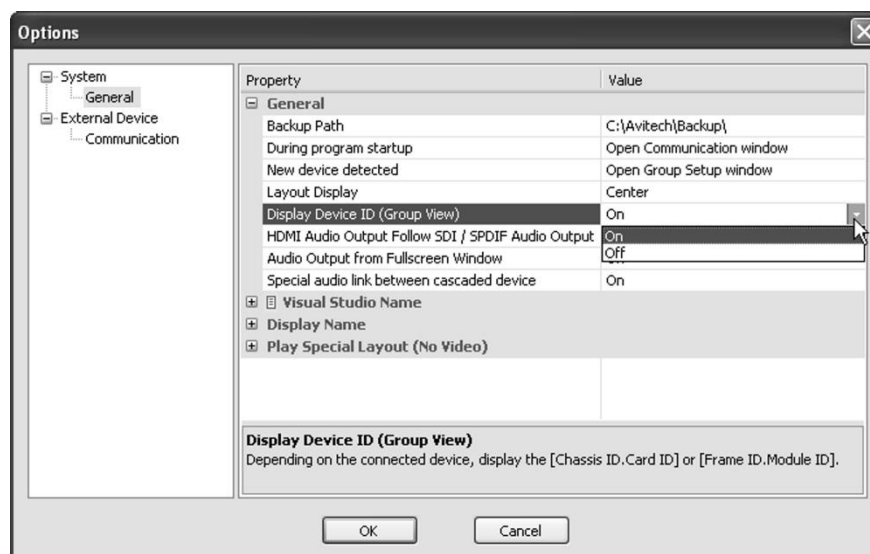 Options
System
General
External Device
Communication
Property Value
General
Backup Path C:\Avitech\Backup\
During program startup Open Communication window
New device detected Open Group Setup window
Layout Display Center
Display Device ID (Group View) On
HDMI Audio Output Follow SDI / SPDIF Audio Output On
Audio Output from Fullscreen Window Off
Special audio link between cascaded device On
Visual Studio Name
Display Name
Play Special Layout (No Video)
Display Device ID (Group View)
Depending on the connected device, display the [Chassis ID.Card ID] or [Frame ID.Module ID].
OK Cancel